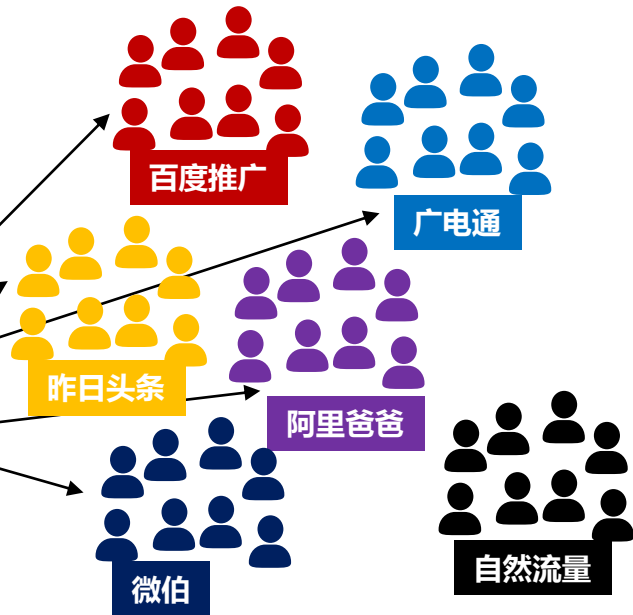 百度推广
广电通
昨日头条
阿里爸爸
自然流量
微伯